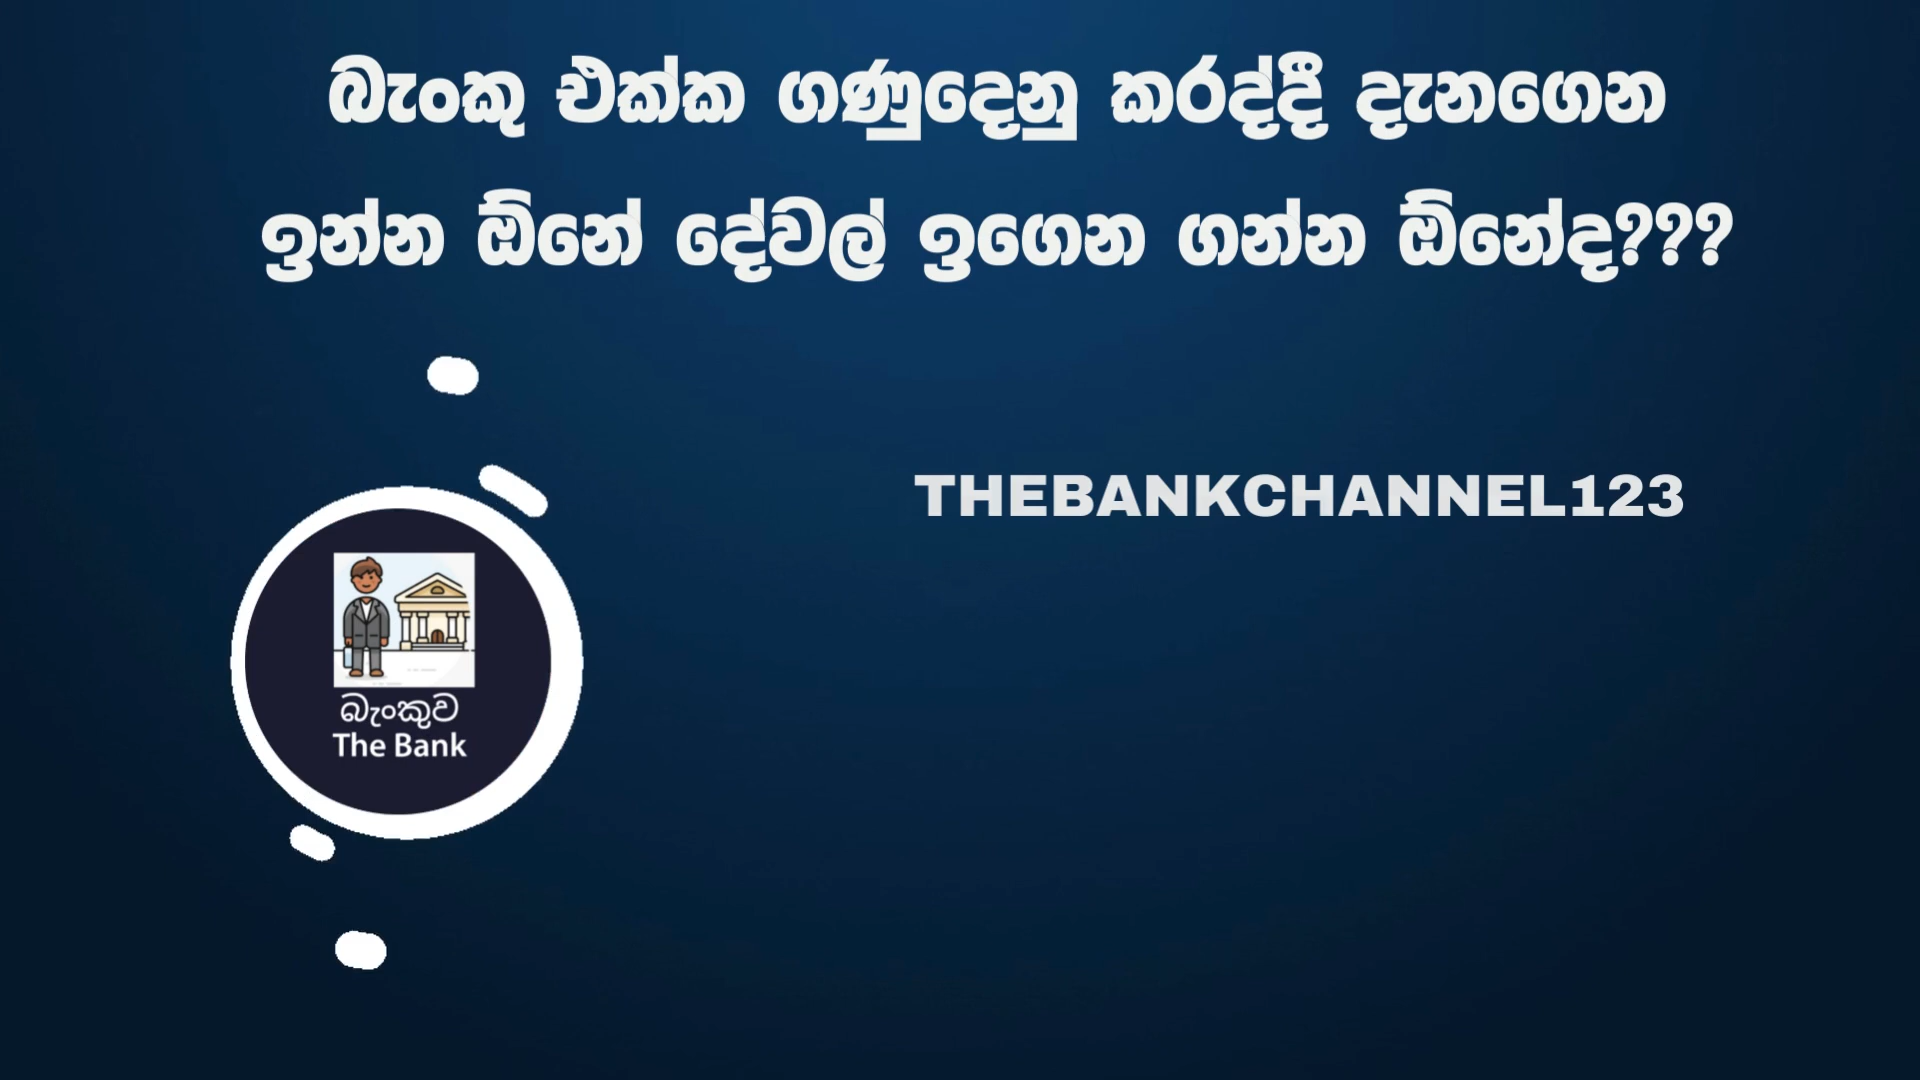 බැංකු එක්ක ගණුදෙනු කරද්දී දැනගෙන
ඉන්න ඕනේ දේවල් ඉගෙන ගන්න ඕනේද???
THEBANKCHANNEL123
බැංකුව
The Bank